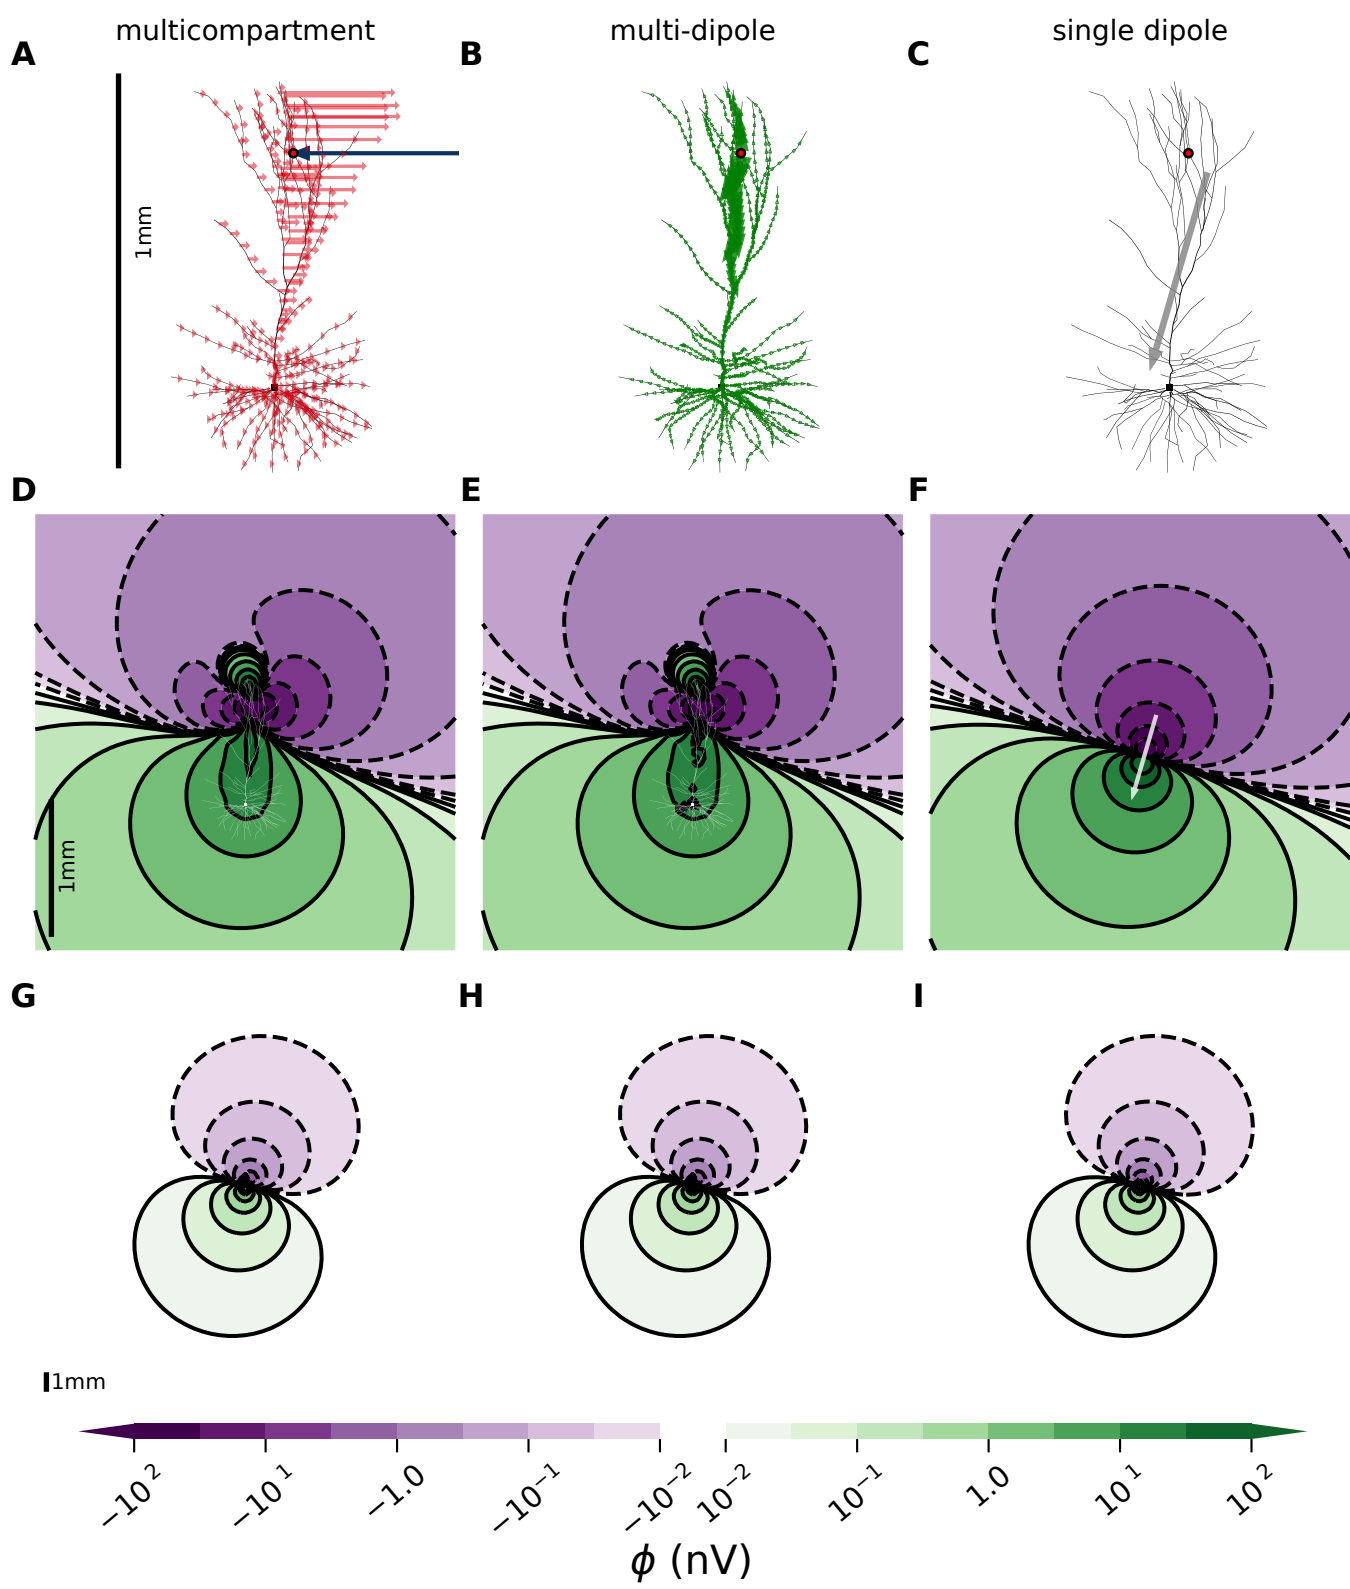 multicompartment
multi-dipole
single dipole
A
B
C
1mm
D
E
F
1mm
G
H
I
1mm
−10²
−10¹
−1.0
−10⁻¹
−10⁻²
10⁻²
10⁻¹
1.0
10¹
10²
ϕ (nV)